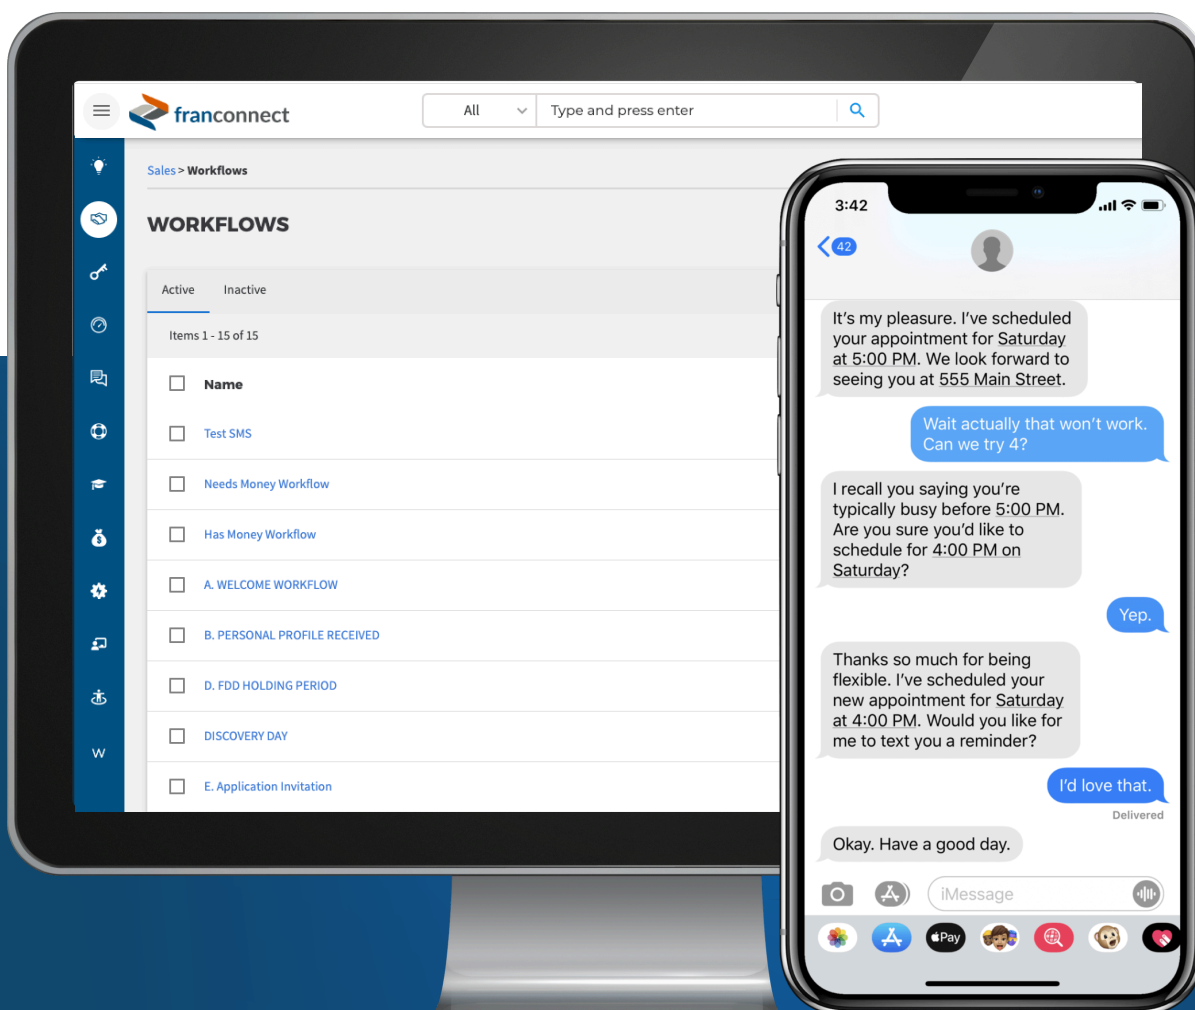 franconnect
All
Type and press enter
Sales > Workflows
WORKFLOWS
Active
Inactive
Items 1 - 15 of 15
Name
Test SMS
Needs Money Workflow
Has Money Workflow
A. WELCOME WORKFLOW
B. PERSONAL PROFILE RECEIVED
D. FDD HOLDING PERIOD
DISCOVERY DAY
E. Application Invitation
W
3:42
42
It's my pleasure. I've scheduled
your appointment for Saturday
at 5:00 PM. We look forward to
seeing you at 555 Main Street.
Wait actually that won't work.
Can we try 4?
I recall you saying you're
typically busy before 5:00 PM.
Are you sure you'd like to
schedule for 4:00 PM on
Saturday?
Yep.
Thanks so much for being
flexible. I've scheduled your
new appointment for Saturday
at 4:00 PM. Would you like for
me to text you a reminder?
I'd love that.
Delivered
Okay. Have a good day.
iMessage
Pay